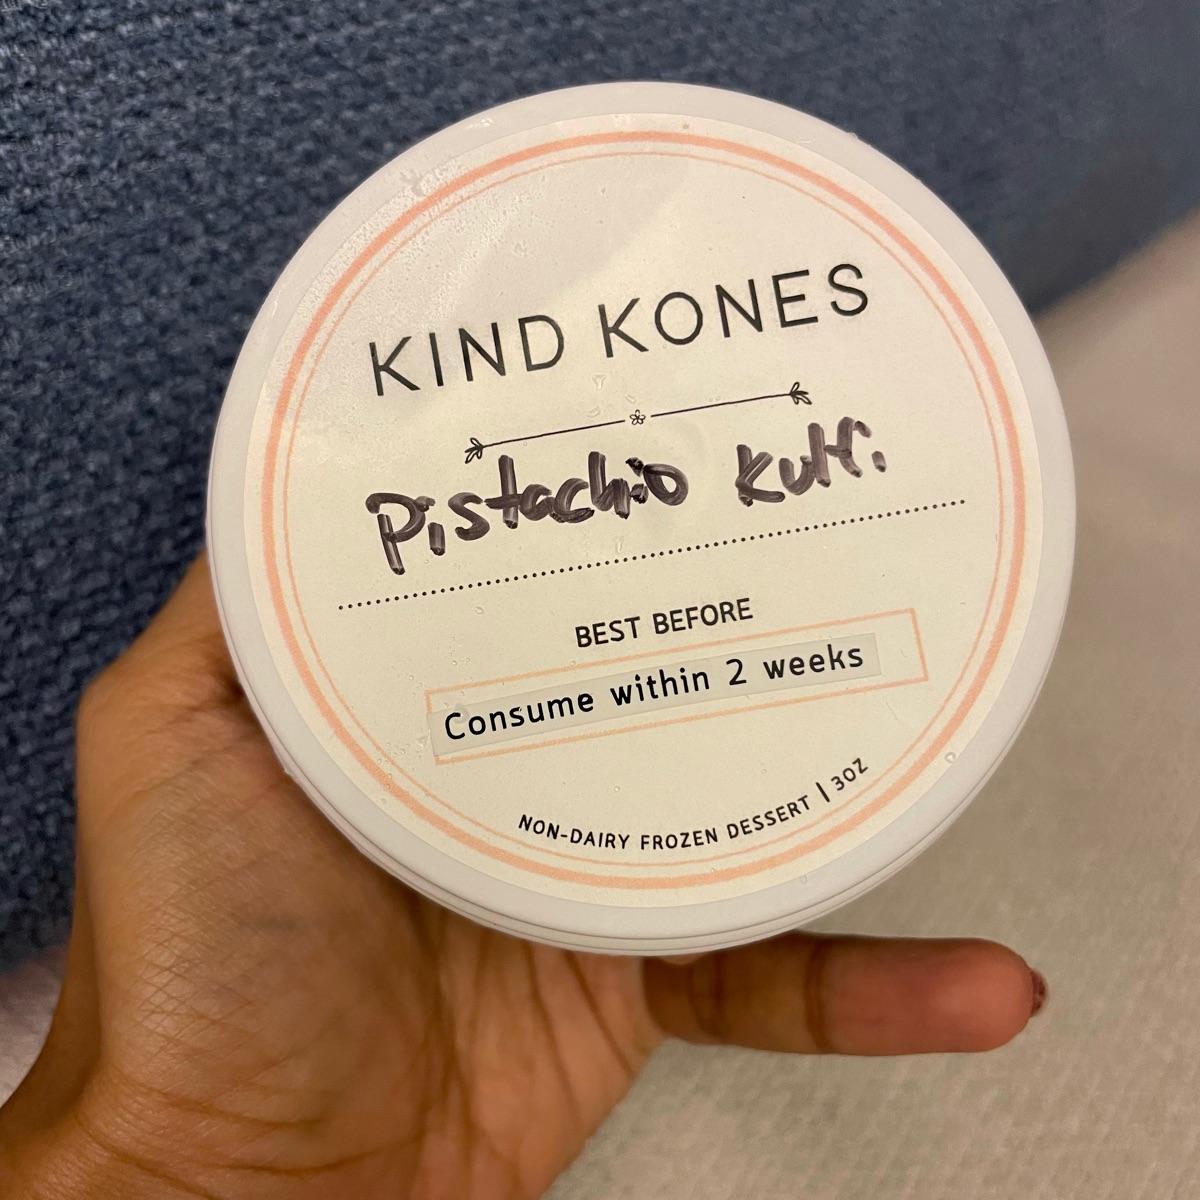 KIND KONES
Pistachio Kulfi
BEST BEFORE
Consume within 2 weeks
NON-DAIRY FROZEN DESSERT | 3OZ